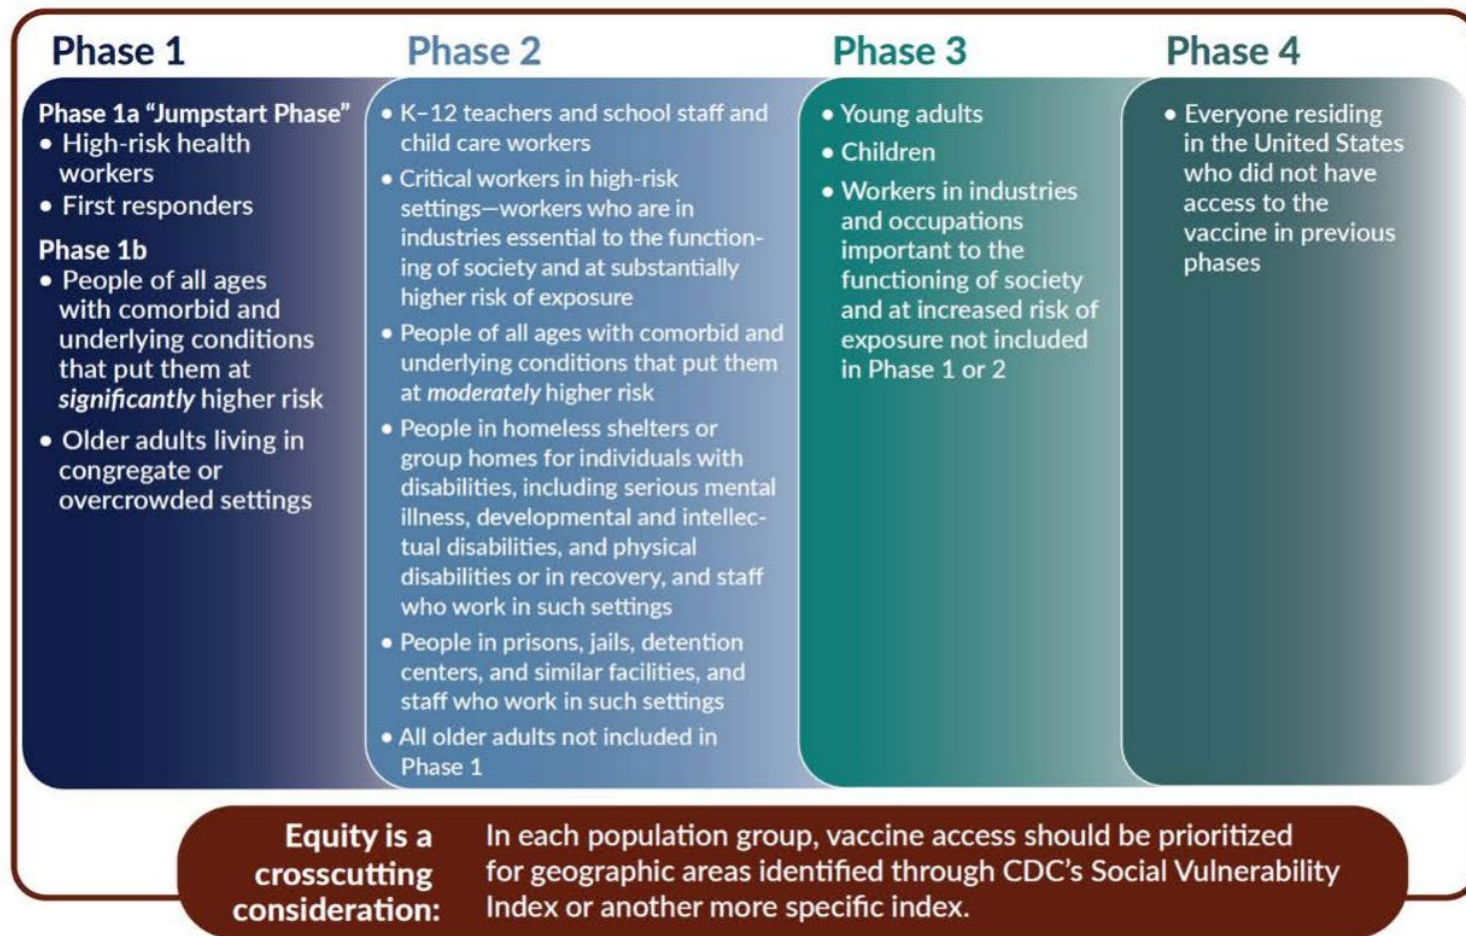 Phase 1
Phase 1a “Jumpstart Phase”
• High-risk health
workers
• First responders
Phase 1b
• People of all ages
with comorbid and
underlying conditions
that put them at
significantly higher risk
• Older adults living in
congregate or
overcrowded settings
Phase 2
• K–12 teachers and school staff and
child care workers
• Critical workers in high-risk
settings—workers who are in
industries essential to the function-
ing of society and at substantially
higher risk of exposure
• People of all ages with comorbid and
underlying conditions that put them
at moderately higher risk
• People in homeless shelters or
group homes for individuals with
disabilities, including serious mental
illness, developmental and intellec-
tual disabilities, and physical
disabilities or in recovery, and staff
who work in such settings
• People in prisons, jails, detention
centers, and similar facilities, and
staff who work in such settings
• All older adults not included in
Phase 1
Phase 3
• Young adults
• Children
• Workers in industries
and occupations
important to the
functioning of society
and at increased risk of
exposure not included
in Phase 1 or 2
Phase 4
• Everyone residing
in the United States
who did not have
access to the
vaccine in previous
phases
Equity is a
crosscutting
consideration:
In each population group, vaccine access should be prioritized
for geographic areas identified through CDC’s Social Vulnerability
Index or another more specific index.